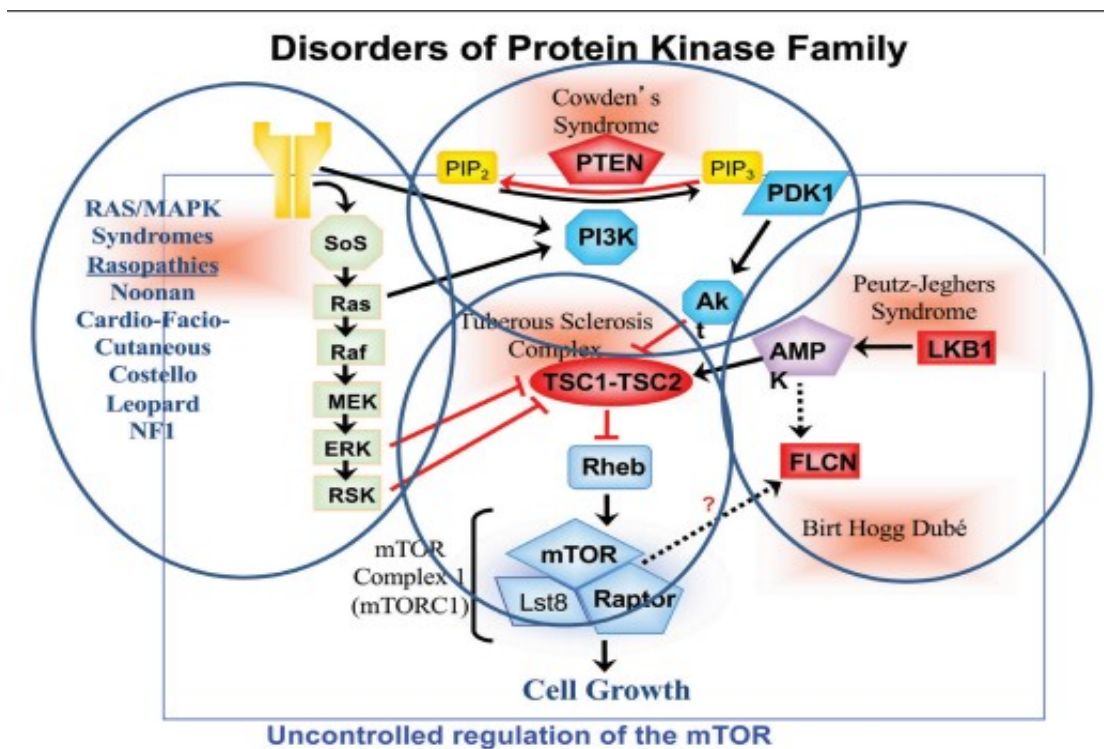 Disorders of Protein Kinase Family
Cowden's
Syndrome
PIP2
PTEN
PIP3
PDK1
PI3K
Ak
t
RAS/MAPK
Syndromes
Rasopathies
Noonan
Cardio-Facio-
Cutaneous
Costello
Leopard
NF1
SoS
Ras
Raf
MEK
ERK
RSK
Tuberous Sclerosis
Complex
TSC1-TSC2
Peutz-Jeghers
Syndrome
AMP
K
LKB1
FLCN
Birt Hogg Dubé
Rheb
?
mTOR
Complex 1
(mTORC1)
mTOR
Lst8
Raptor
Cell Growth
Uncontrolled regulation of the mTOR